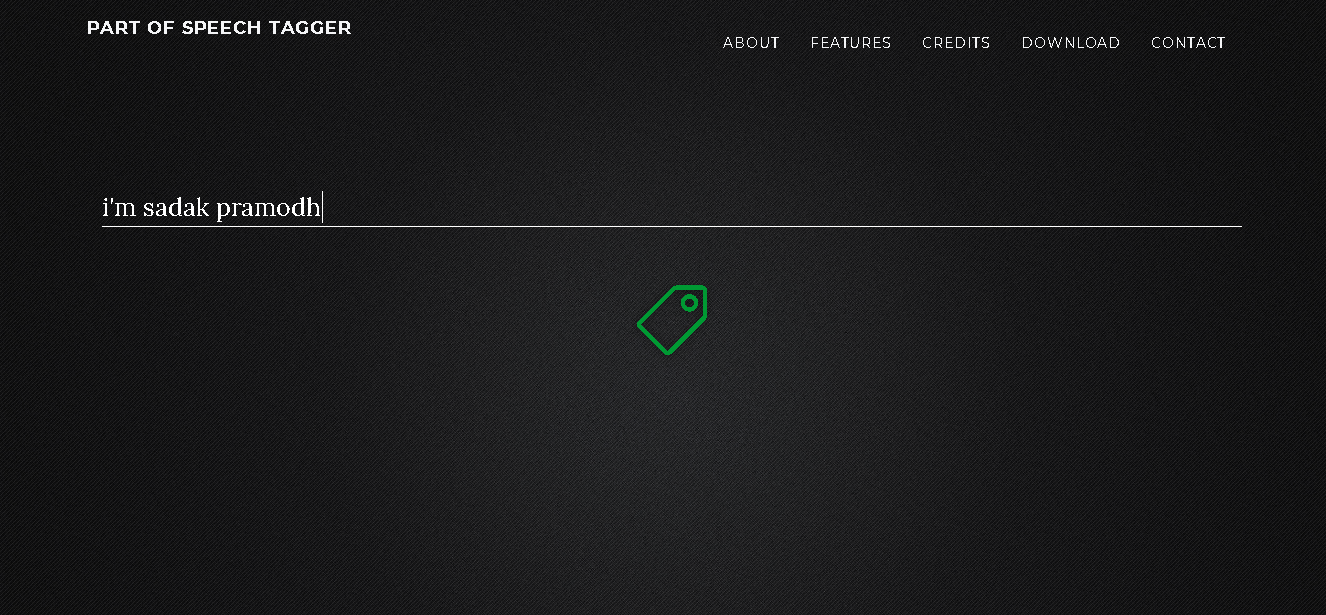 PART OF SPEECH TAGGER
ABOUT FEATURES CREDITS DOWNLOAD CONTACT
i'm sadak pramodh